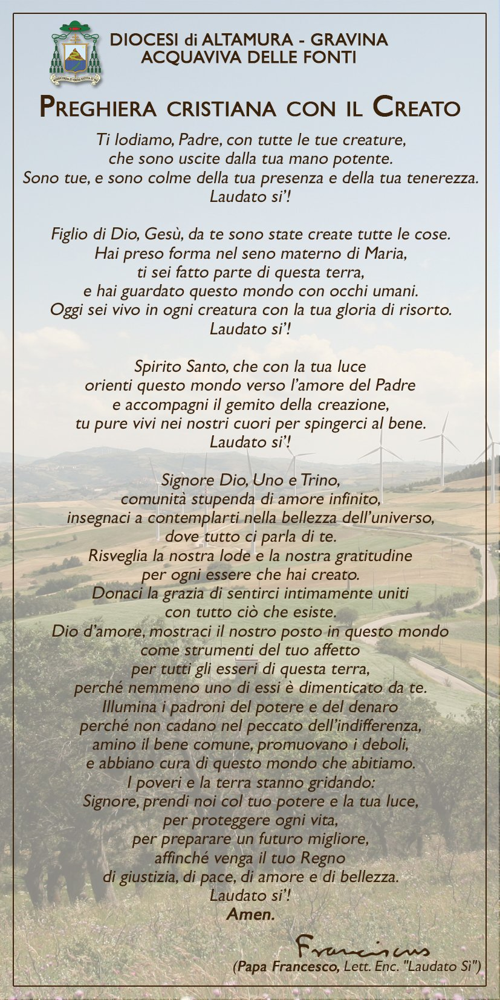 DIOCESI di ALTAMURA - GRAVINA
ACQUAVIVA DELLE FONTI
MISERICORDIA ET VERITAS IUSTITIA ET PAX
PREGHIERA CRISTIANA CON IL CREATO
Ti lodiamo, Padre, con tutte le tue creature,
che sono uscite dalla tua mano potente.
Sono tue, e sono colme della tua presenza e della tua tenerezza.
Laudato si’!
Figlio di Dio, Gesù, da te sono state create tutte le cose.
Hai preso forma nel seno materno di Maria,
ti sei fatto parte di questa terra,
e hai guardato questo mondo con occhi umani.
Oggi sei vivo in ogni creatura con la tua gloria di risorto.
Laudato si’!
Spirito Santo, che con la tua luce
orienti questo mondo verso l’amore del Padre
e accompagni il gemito della creazione,
tu pure vivi nei nostri cuori per spingerci al bene.
Laudato si’!
Signore Dio, Uno e Trino,
comunità stupenda di amore infinito,
insegnaci a contemplarti nella bellezza dell’universo,
dove tutto ci parla di te.
Risveglia la nostra lode e la nostra gratitudine
per ogni essere che hai creato.
Donaci la grazia di sentirci intimamente uniti
con tutto ciò che esiste.
Dio d’amore, mostraci il nostro posto in questo mondo
come strumenti del tuo affetto
per tutti gli esseri di questa terra,
perché nemmeno uno di essi è dimenticato da te.
Illumina i padroni del potere e del denaro
perché non cadano nel peccato dell’indifferenza,
amino il bene comune, promuovano i deboli,
e abbiano cura di questo mondo che abitiamo.
I poveri e la terra stanno gridando:
Signore, prendi noi col tuo potere e la tua luce,
per proteggere ogni vita,
per preparare un futuro migliore,
affinché venga il tuo Regno
di giustizia, di pace, di amore e di bellezza.
Laudato si’!
Amen.
Franciscus
(Papa Francesco, Lett. Enc. "Laudato Sì")